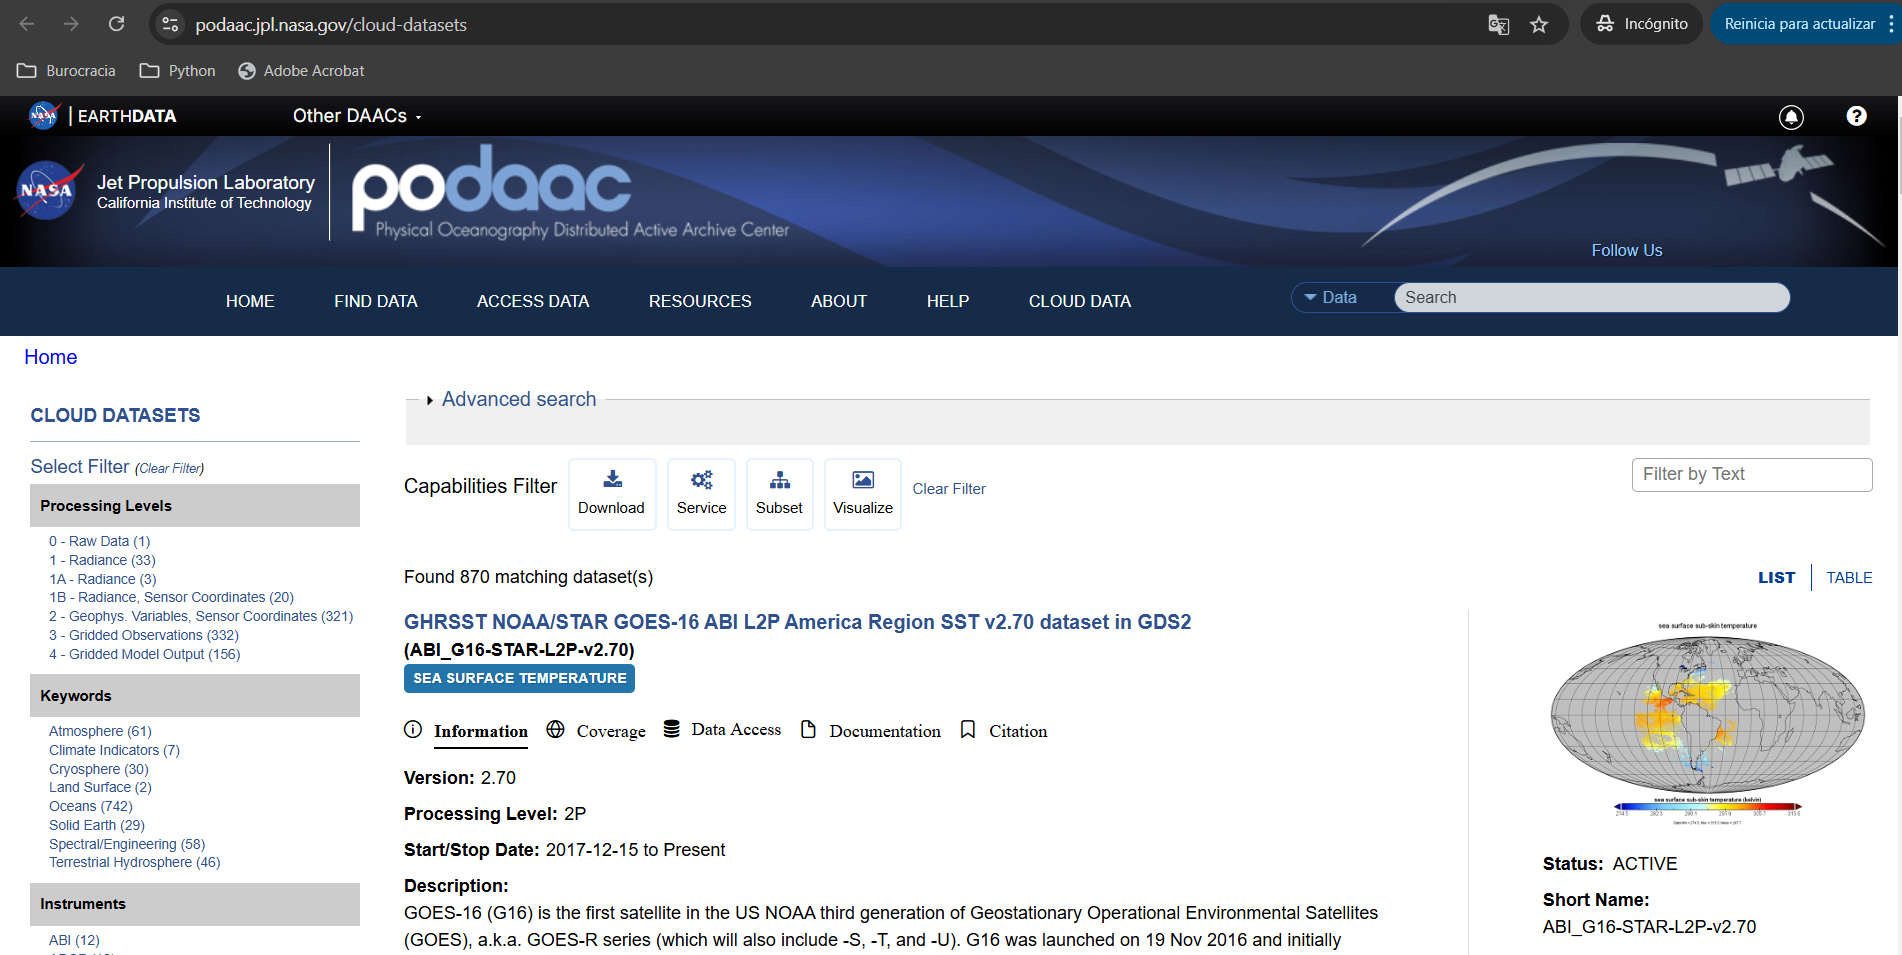 podaac.jpl.nasa.gov/cloud-datasets
Incógnito
Reinicia para actualizar
Burocracia
Python
Adobe Acrobat
NASA | EARTHDATA
Other DAACs
?
NASA
Jet Propulsion Laboratory
California Institute of Technology
podaac
Physical Oceanography Distributed Active Archive Center
Follow Us
HOME
FIND DATA
ACCESS DATA
RESOURCES
ABOUT
HELP
CLOUD DATA
Data
Search
Home
CLOUD DATASETS
Select Filter (Clear Filter)
Processing Levels
0 - Raw Data (1)
1 - Radiance (33)
1A - Radiance (3)
1B - Radiance, Sensor Coordinates (20)
2 - Geophys. Variables, Sensor Coordinates (321)
3 - Gridded Observations (332)
4 - Gridded Model Output (156)
Keywords
Atmosphere (61)
Climate Indicators (7)
Cryosphere (30)
Land Surface (2)
Oceans (742)
Solid Earth (29)
Spectral/Engineering (58)
Terrestrial Hydrosphere (46)
Instruments
ABI (12)
Advanced search
Capabilities Filter
Download
Service
Subset
Visualize
Clear Filter
Filter by Text
Found 870 matching dataset(s)
LIST
TABLE
GHRSST NOAA/STAR GOES-16 ABI L2P America Region SST v2.70 dataset in GDS2
(ABI_G16-STAR-L2P-v2.70)
SEA SURFACE TEMPERATURE
Information
Coverage
Data Access
Documentation
Citation
Version: 2.70
Processing Level: 2P
Start/Stop Date: 2017-12-15 to Present
Description:
GOES-16 (G16) is the first satellite in the US NOAA third generation of Geostationary Operational Environmental Satellites
(GOES), a.k.a. GOES-R series (which will also include -S, -T, and -U). G16 was launched on 19 Nov 2016 and initially
sea surface sub-skin temperature
sea surface sub-skin temperature (kelvin)
Status: ACTIVE
Short Name:
ABI_G16-STAR-L2P-v2.70